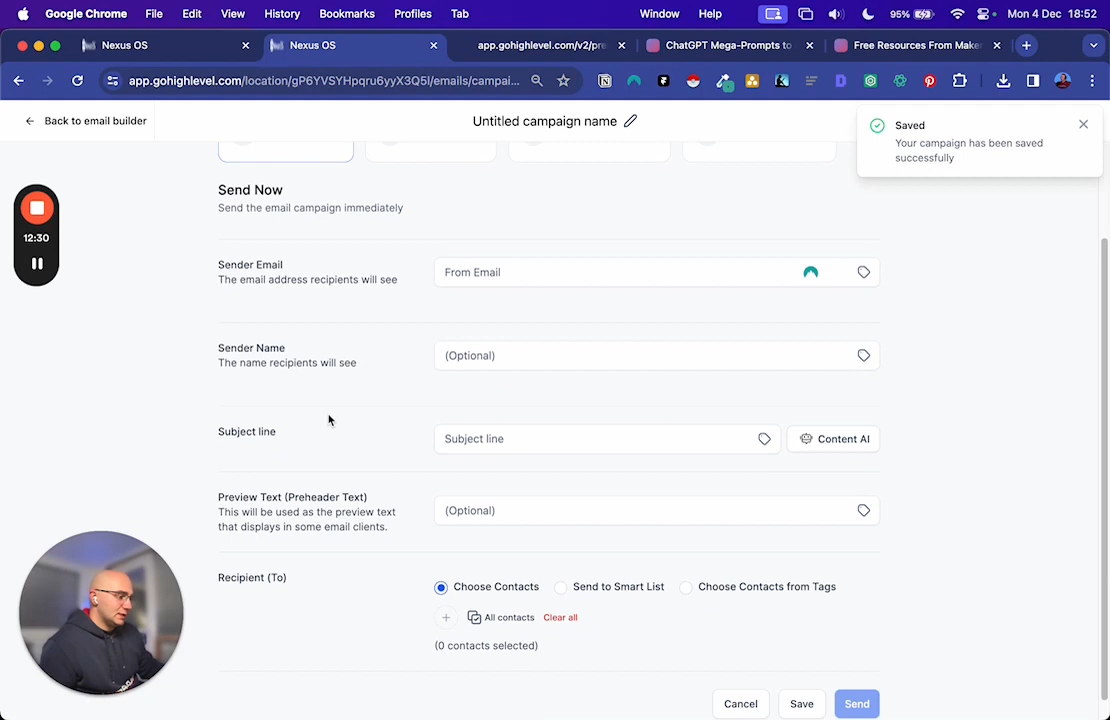 Google Chrome File Edit View History Bookmarks Profiles Tab Window Help 95% Mon 4 Dec 18:52
Nexus OS Nexus OS app.gohighlevel.com/v2/pre ChatGPT Mega-Prompts to Free Resources From Make
app.gohighlevel.com/location/gP6YVSYHpqru6yyX3Q5l/emails/campai...
Back to email builder
Untitled campaign name
Saved
Your campaign has been saved
successfully
12:30
Send Now
Send the email campaign immediately
Sender Email
The email address recipients will see
From Email
Sender Name
The name recipients will see
(Optional)
Subject line
Subject line
Content AI
Preview Text (Preheader Text)
This will be used as the preview text
that displays in some email clients.
(Optional)
Recipient (To)
Choose Contacts Send to Smart List Choose Contacts from Tags
+ All contacts Clear all
(0 contacts selected)
Cancel Save Send